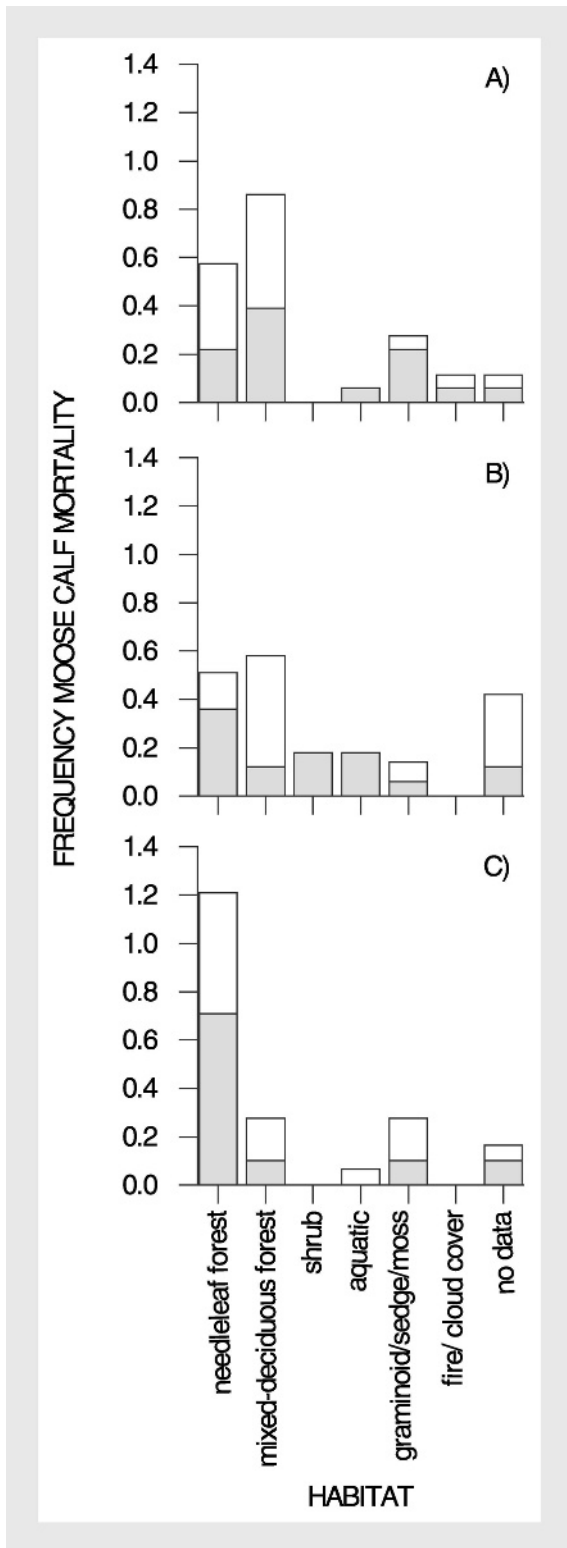 FREQUENCY MOOSE CALF MORTALITY
A)
1.4
1.2
1.0
0.8
0.6
0.4
0.2
0.0
B)
1.4
1.2
1.0
0.8
0.6
0.4
0.2
0.0
C)
1.4
1.2
1.0
0.8
0.6
0.4
0.2
0.0
needleleaf forest
mixed-deciduous forest
shrub
aquatic
graminoid/sedge/moss
fire/ cloud cover
no data
HABITAT